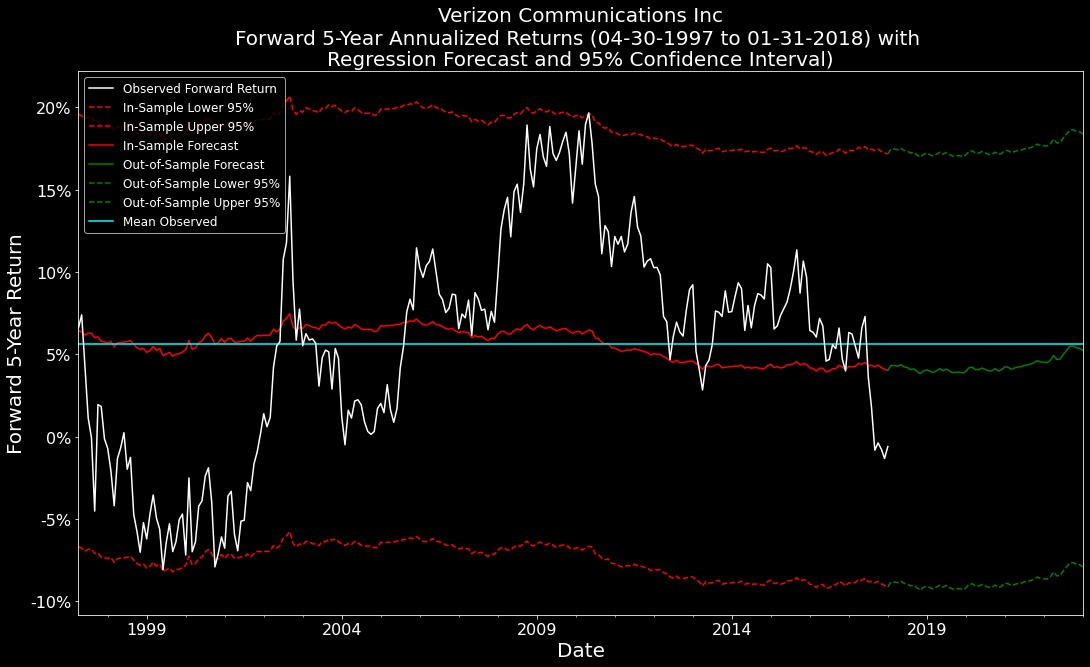 Verizon Communications Inc
Forward 5-Year Annualized Returns (04-30-1997 to 01-31-2018) with
Regression Forecast and 95% Confidence Interval)
Observed Forward Return
In-Sample Lower 95%
In-Sample Upper 95%
In-Sample Forecast
Out-of-Sample Forecast
Out-of-Sample Lower 95%
Out-of-Sample Upper 95%
Mean Observed
Forward 5-Year Return
20%
15%
10%
5%
0%
-5%
-10%
1999
2004
2009
2014
2019
Date